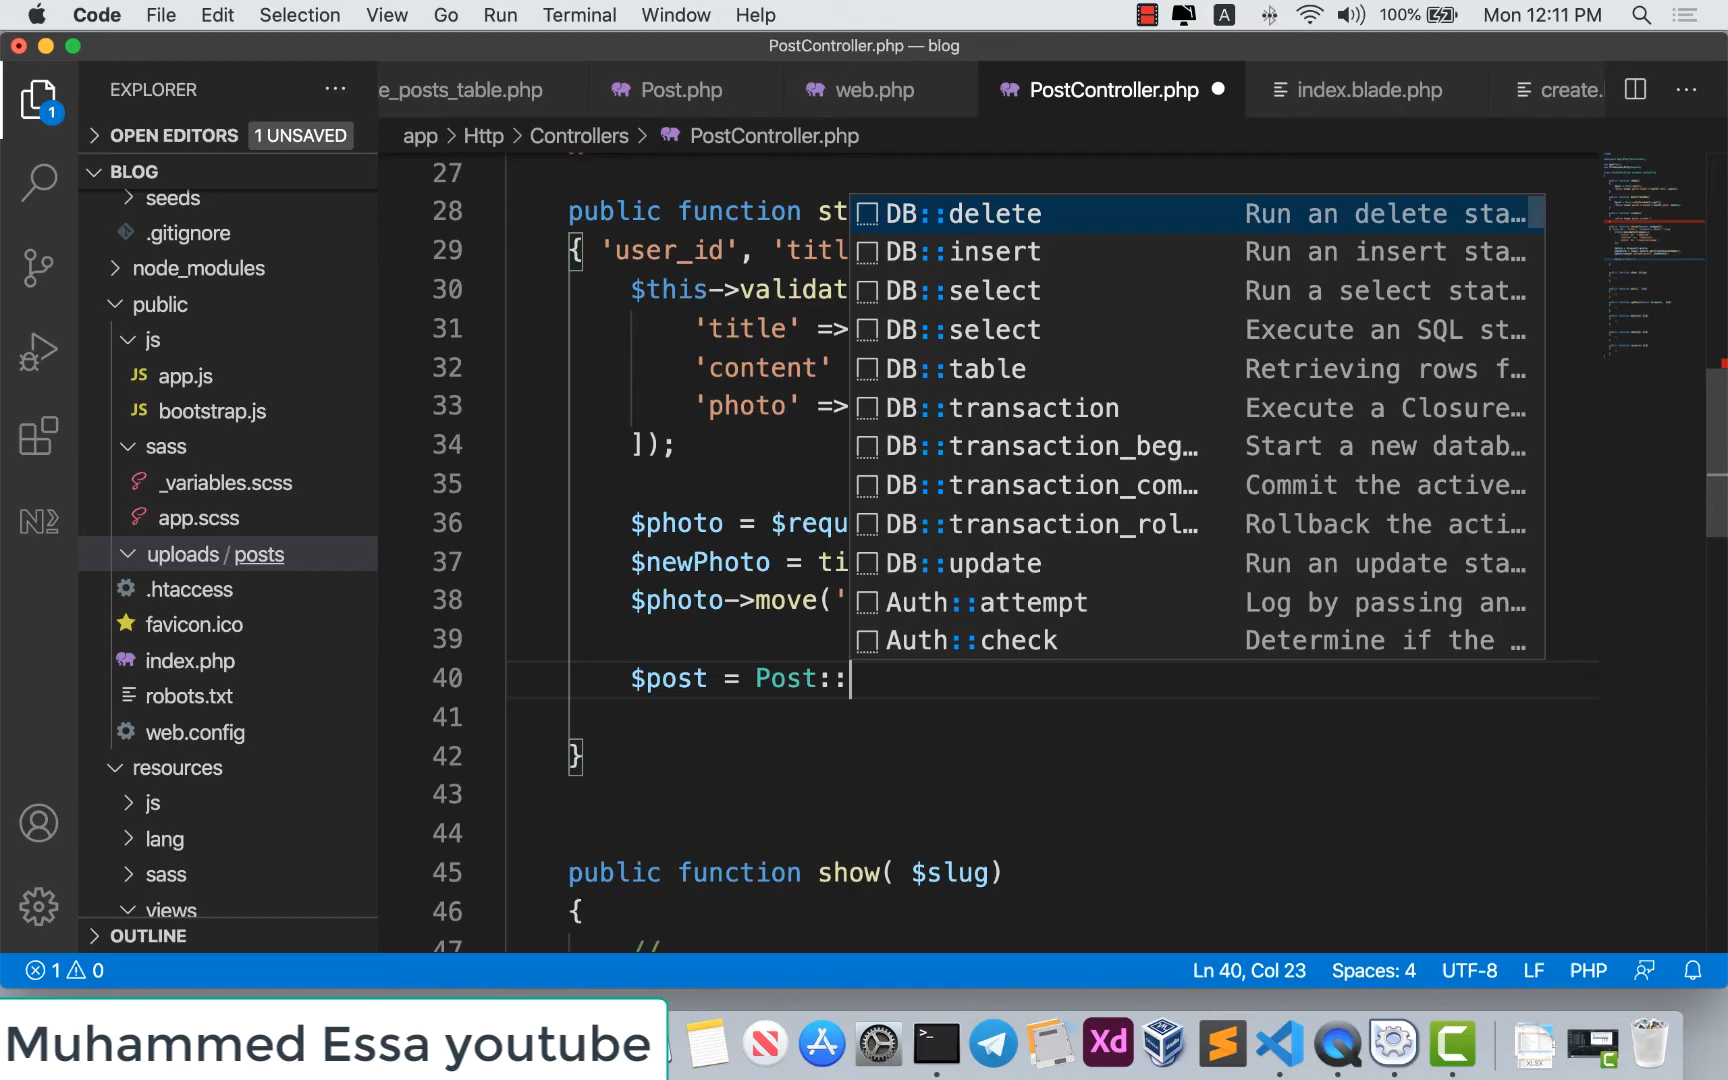 Code File Edit Selection View Go Run Terminal Window Help A 100% Mon 12:11 PM
PostController.php — blog
EXPLORER
e_posts_table.php Post.php web.php PostController.php index.blade.php create.
OPEN EDITORS 1 UNSAVED
app > Http > Controllers > PostController.php
BLOG
seeds
.gitignore
node_modules
public
js
JS app.js
JS bootstrap.js
sass
_variables.scss
app.scss
uploads / posts
.htaccess
favicon.ico
index.php
robots.txt
web.config
resources
js
lang
sass
views
OUTLINE
27
28 public function st
29 { 'user_id', 'titl
30 $this->validat
31 'title' =>
32 'content'
33 'photo' =>
34 ]);
35
36 $photo = $requ
37 $newPhoto = ti
38 $photo->move('
39
40 $post = Post::
41
42 }
43
44
45 public function show( $slug)
46 {
47 //
DB::delete Run an delete sta…
DB::insert Run an insert sta…
DB::select Run a select stat…
DB::select Execute an SQL st…
DB::table Retrieving rows f…
DB::transaction Execute a Closure…
DB::transaction_beg… Start a new datab…
DB::transaction_com… Commit the active…
DB::transaction_rol… Rollback the acti…
DB::update Run an update sta…
Auth::attempt Log by passing an…
Auth::check Determine if the …
1
1 0 Ln 40, Col 23 Spaces: 4 UTF-8 LF PHP
Muhammed Essa youtube
Xd
XLSX